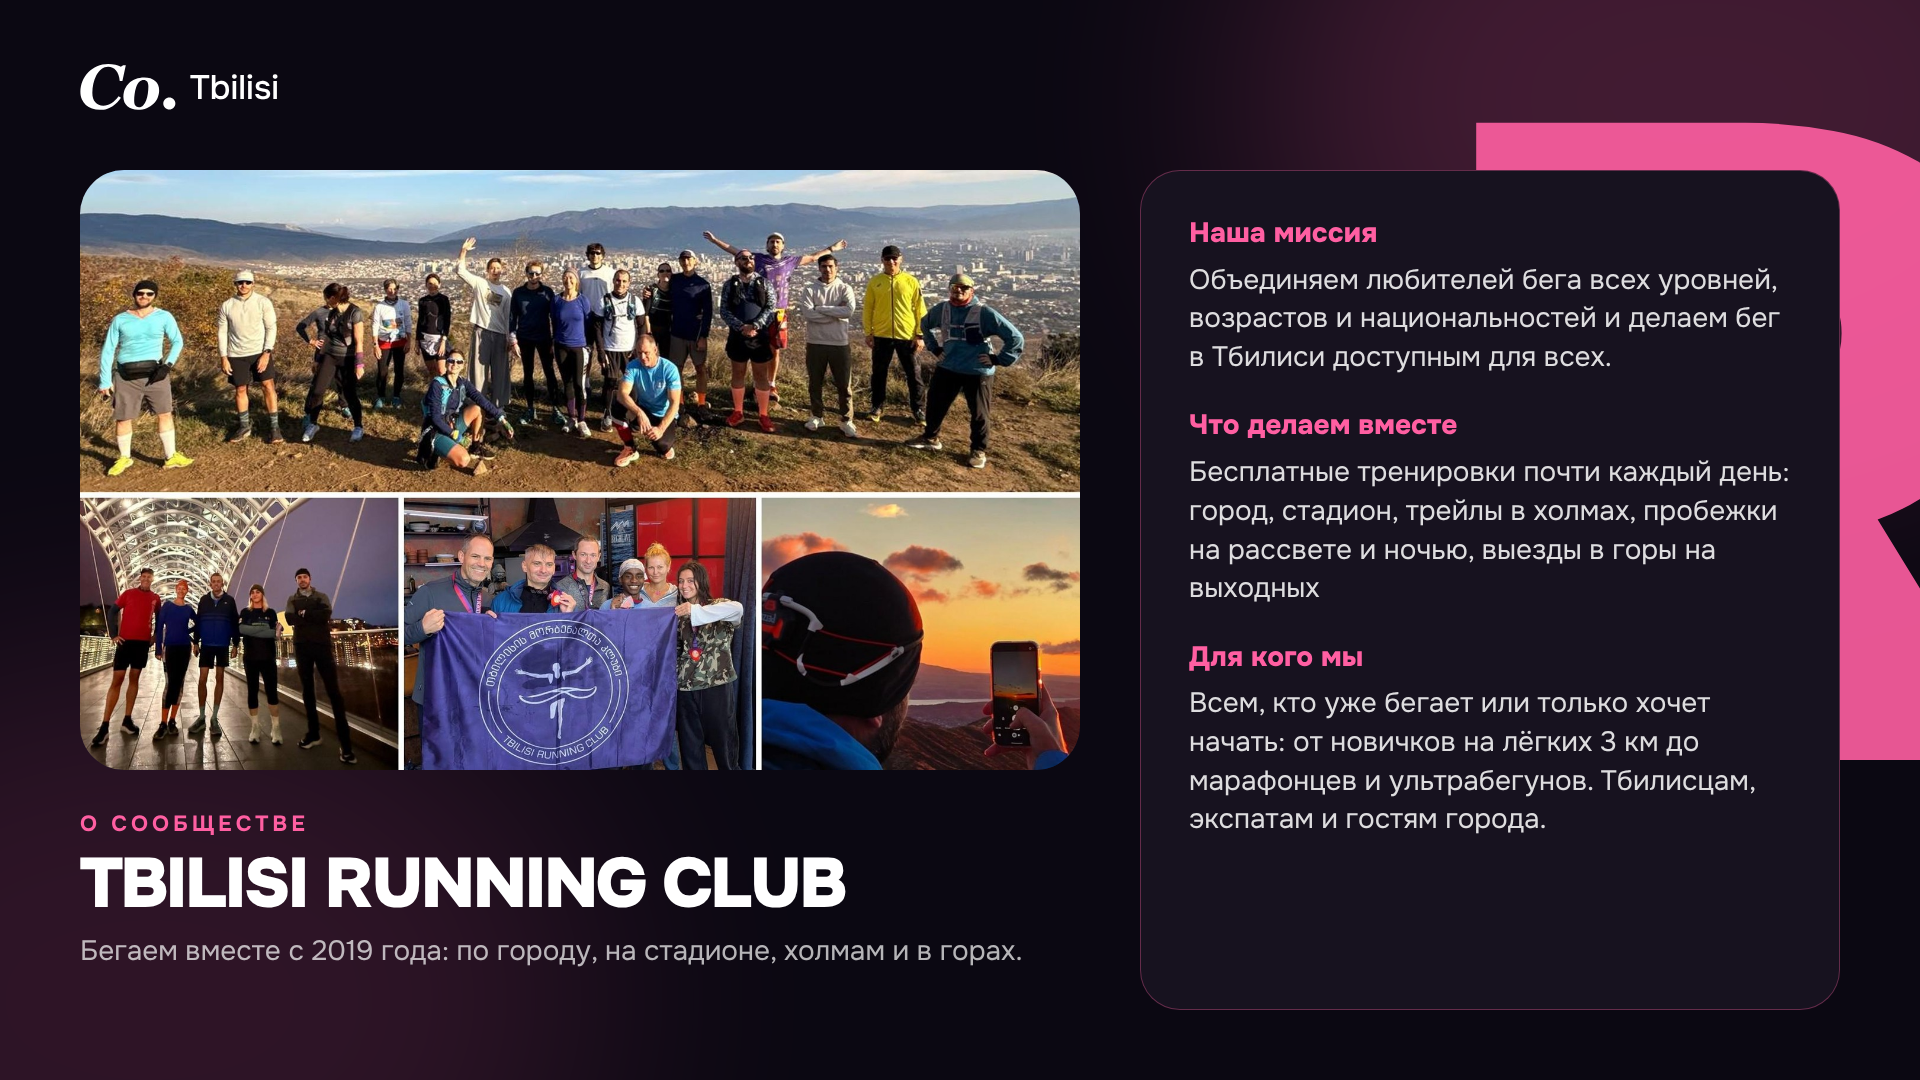 Co. Tbilisi
თბილისის მორბენალთა კლუბი
TBILISI RUNNING CLUB
О СООБЩЕСТВЕ
TBILISI RUNNING CLUB
Бегаем вместе с 2019 года: по городу, на стадионе, холмам и в горах.
Наша миссия
Объединяем любителей бега всех уровней,
возрастов и национальностей и делаем бег
в Тбилиси доступным для всех.
Что делаем вместе
Бесплатные тренировки почти каждый день:
город, стадион, трейлы в холмах, пробежки
на рассвете и ночью, выезды в горы на
выходных
Для кого мы
Всем, кто уже бегает или только хочет
начать: от новичков на лёгких 3 км до
марафонцев и ультрабегунов. Тбилисцам,
экспатам и гостям города.